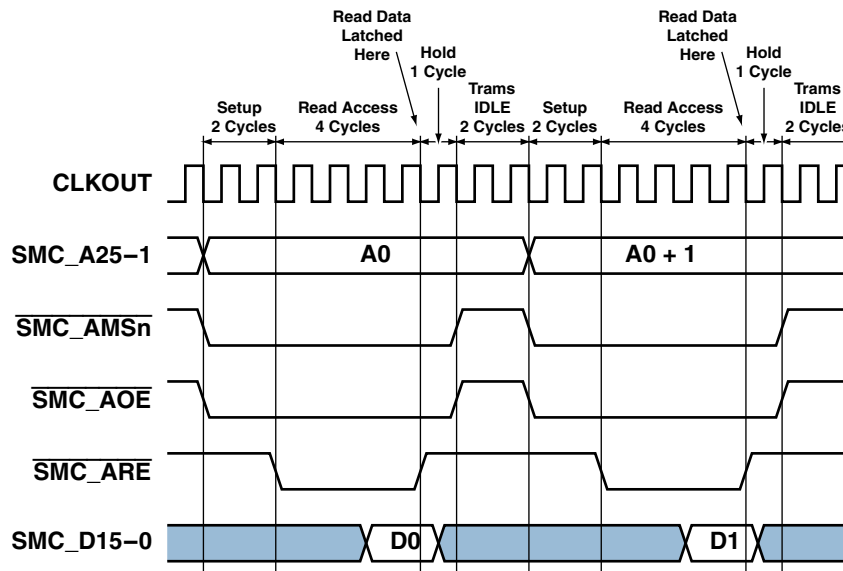 Read Data
Latched
Here
Hold
1 Cycle
Read Data
Latched
Here
Hold
1 Cycle
Setup
2 Cycles
Read Access
4 Cycles
Trams
IDLE
2 Cycles
Setup
2 Cycles
Read Access
4 Cycles
Trams
IDLE
2 Cycles
CLKOUT
SMC_A25–1
A0
A0 + 1
SMC_AMSn
SMC_AOE
SMC_ARE
SMC_D15–0
D0
D1